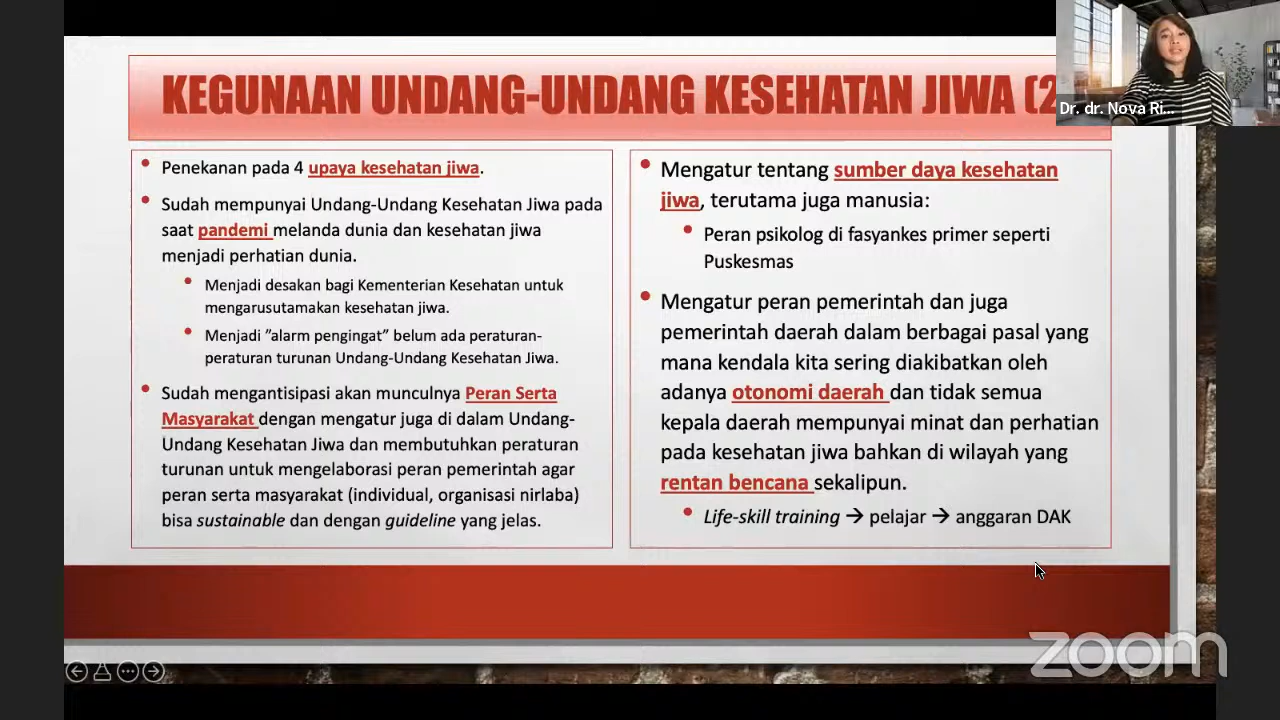 KEGUNAAN UNDANG-UNDANG KESEHATAN JIWA (2
Dr. dr. Nova Ri...
• Penekanan pada 4 upaya kesehatan jiwa.
• Sudah mempunyai Undang-Undang Kesehatan Jiwa pada
saat pandemi melanda dunia dan kesehatan jiwa
menjadi perhatian dunia.
• Menjadi desakan bagi Kementerian Kesehatan untuk
mengarusutamakan kesehatan jiwa.
• Menjadi ”alarm pengingat” belum ada peraturan-
peraturan turunan Undang-Undang Kesehatan Jiwa.
• Sudah mengantisipasi akan munculnya Peran Serta
Masyarakat dengan mengatur juga di dalam Undang-
Undang Kesehatan Jiwa dan membutuhkan peraturan
turunan untuk mengelaborasi peran pemerintah agar
peran serta masyarakat (individual, organisasi nirlaba)
bisa sustainable dan dengan guideline yang jelas.
• Mengatur tentang sumber daya kesehatan
jiwa, terutama juga manusia:
• Peran psikolog di fasyankes primer seperti
Puskesmas
• Mengatur peran pemerintah dan juga
pemerintah daerah dalam berbagai pasal yang
mana kendala kita sering diakibatkan oleh
adanya otonomi daerah dan tidak semua
kepala daerah mempunyai minat dan perhatian
pada kesehatan jiwa bahkan di wilayah yang
rentan bencana sekalipun.
• Life-skill training → pelajar → anggaran DAK
zoom